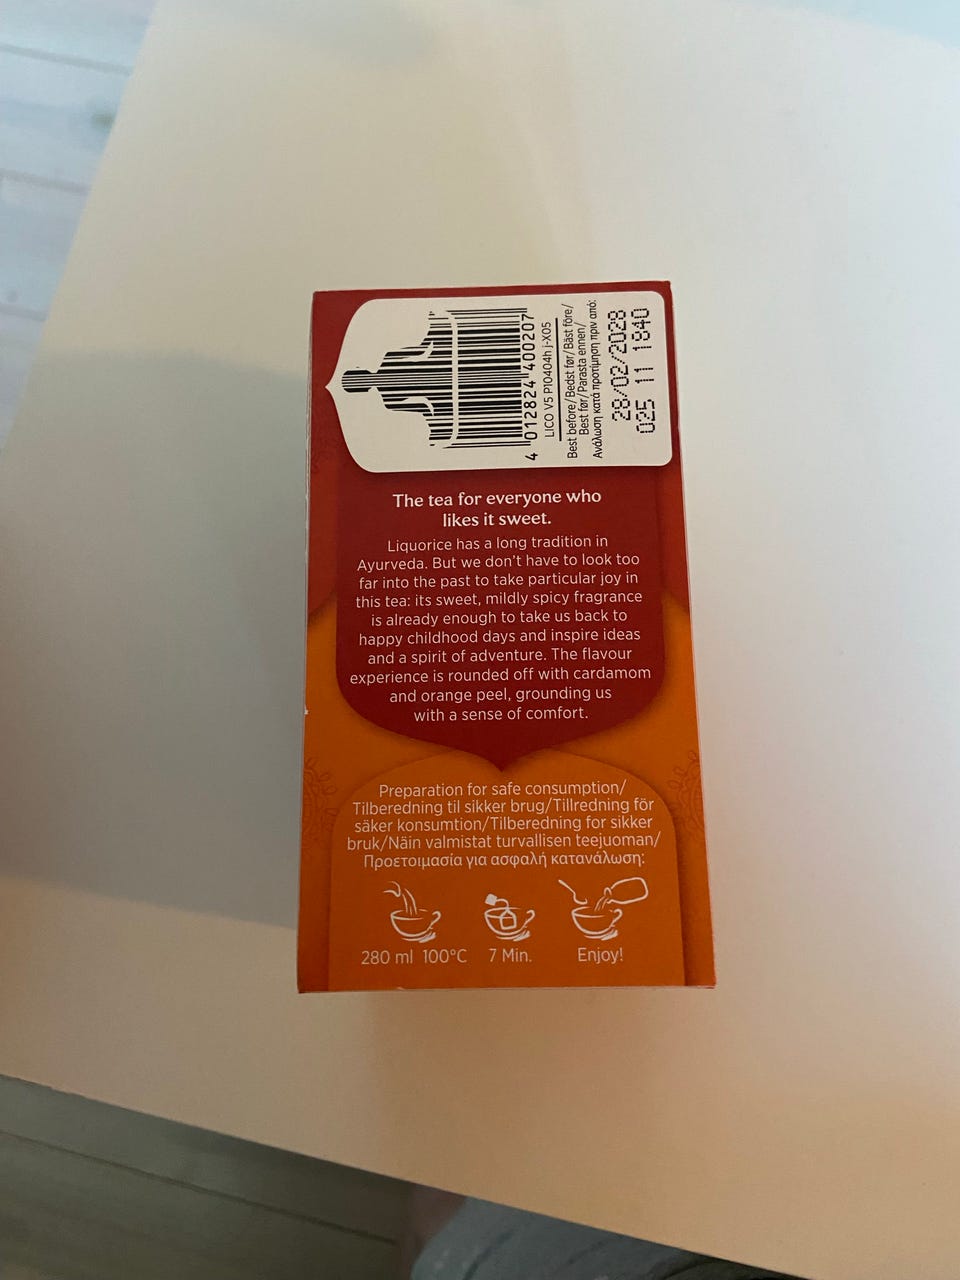 4 012824 400207
LICO V5 P10404h j-X05
Best before/Bedst før/Bäst före/
Best før/Parasta ennen/
Ανάλωση κατά προτίμηση πριν από:
28/02/2028
025 11 1840
The tea for everyone who
likes it sweet.
Liquorice has a long tradition in
Ayurveda. But we don't have to look too
far into the past to take particular joy in
this tea: its sweet, mildly spicy fragrance
is already enough to take us back to
happy childhood days and inspire ideas
and a spirit of adventure. The flavour
experience is rounded off with cardamom
and orange peel, grounding us
with a sense of comfort.
Preparation for safe consumption/
Tilberedning til sikker brug/Tillredning för
säker konsumtion/Tilberedning for sikker
bruk/Näin valmistat turvallisen teejuoman/
Προετοιμασία για ασφαλή κατανάλωση:
280 ml 100°C 7 Min. Enjoy!